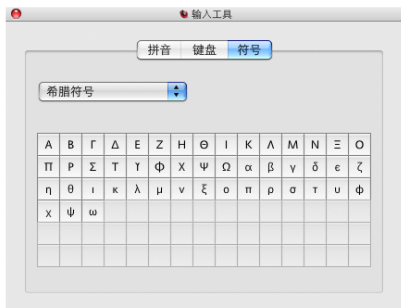 输入工具
拼音 键盘 符号
希腊符号
Α Β Γ Δ Ε Ζ Η Θ Ι Κ Λ Μ Ν Ξ Ο
Π Ρ Σ Τ Υ Φ Χ Ψ Ω α β γ δ ε ζ
η θ ι κ λ μ ν ξ ο π ρ σ τ υ φ
χ ψ ω